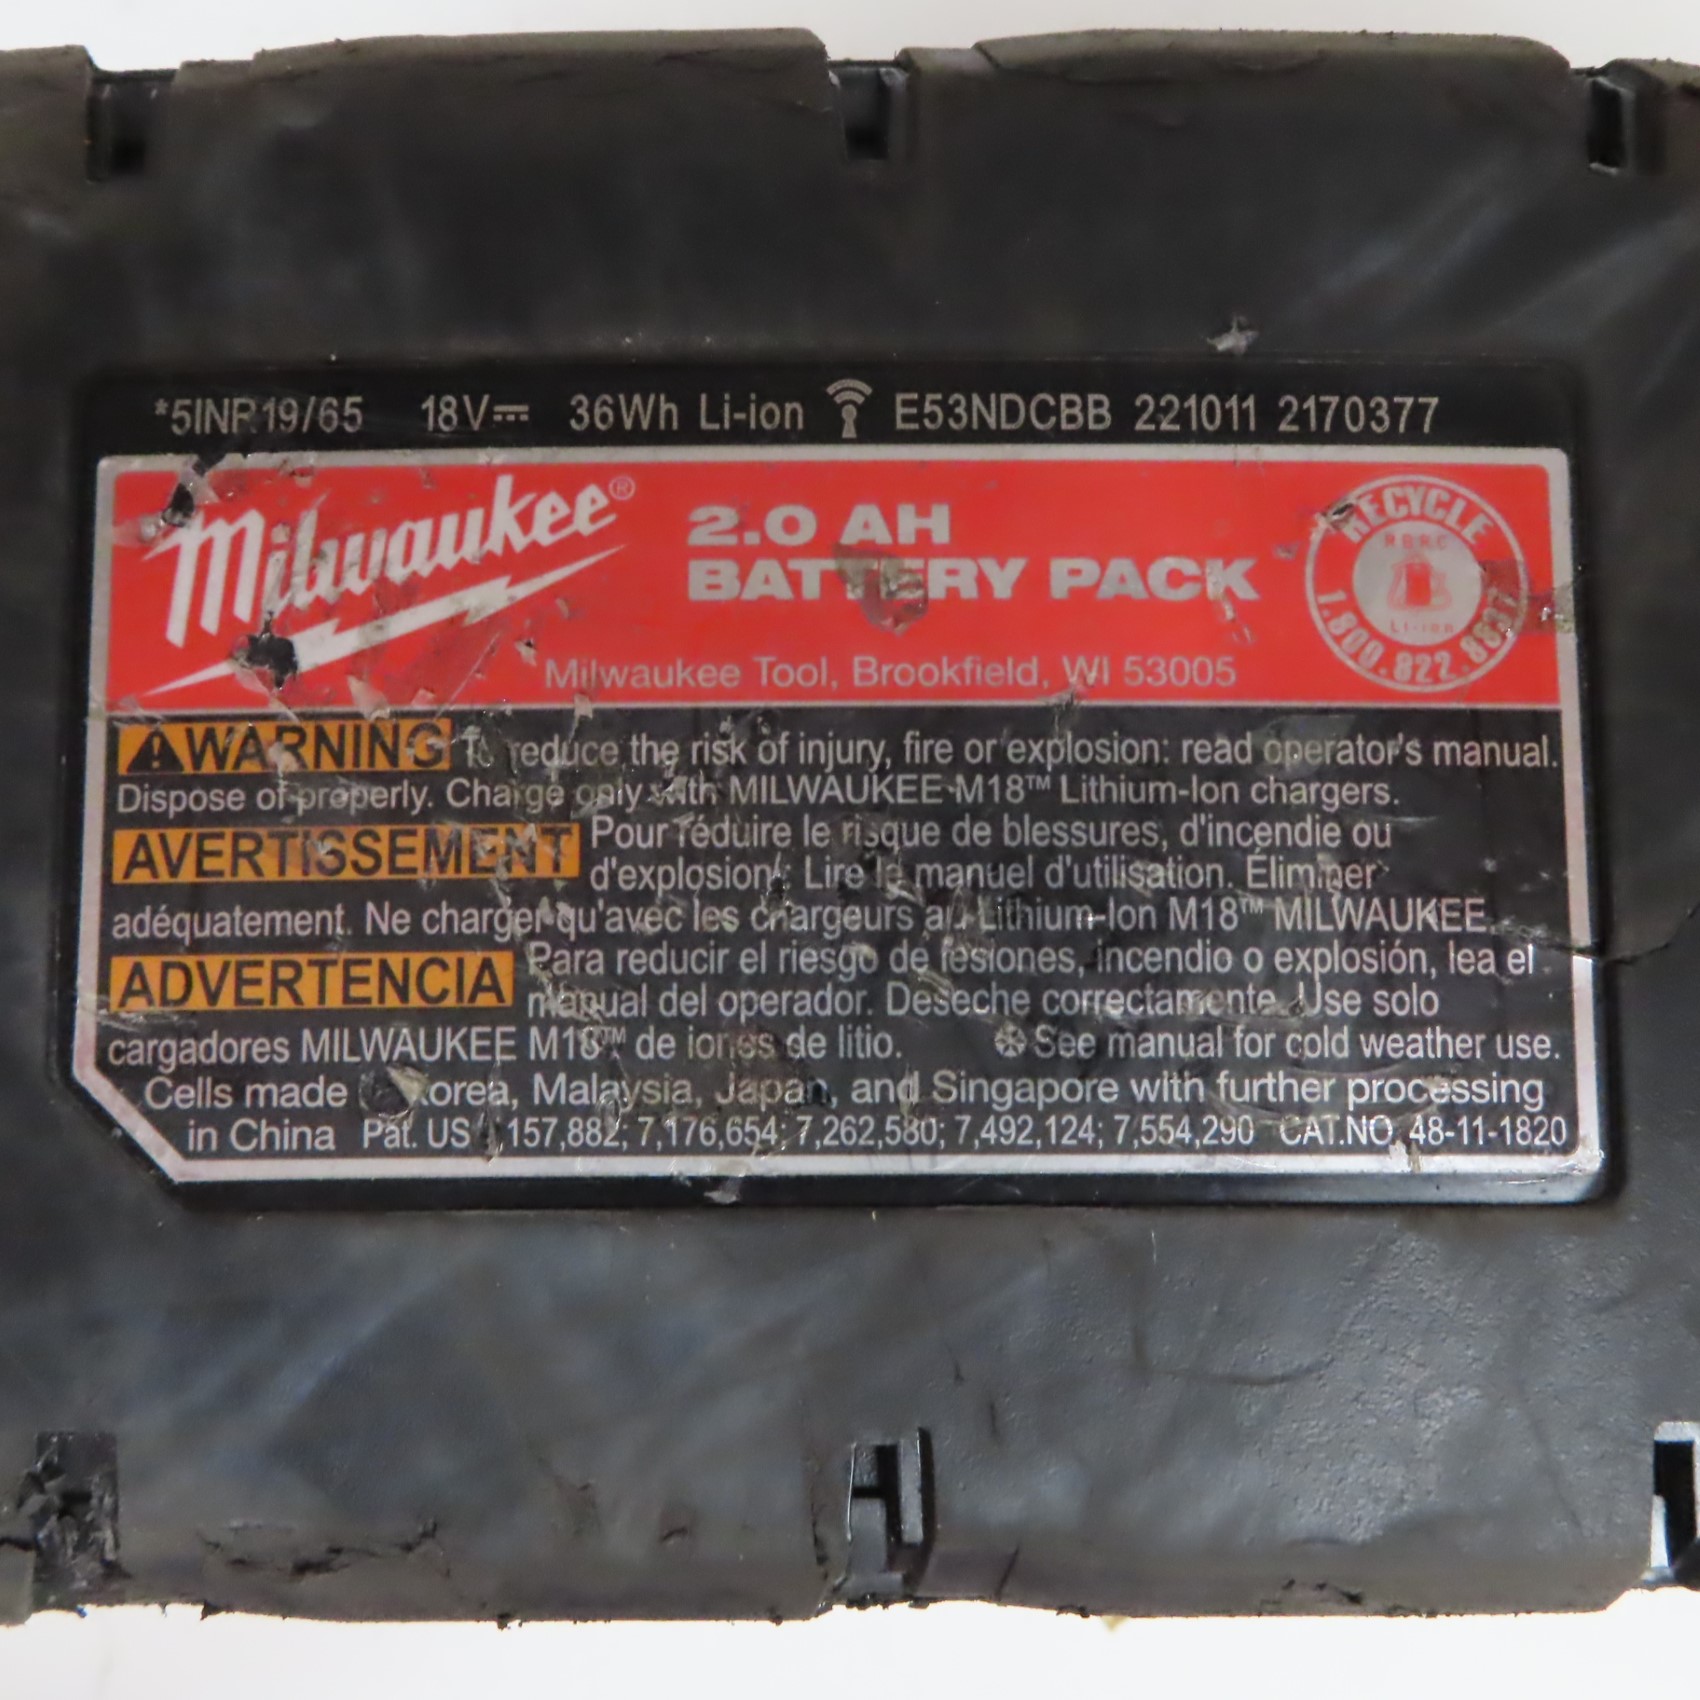 *5INR19/65 18V 36Wh Li-ion E53NDCBB 221011 2170377
Milwaukee®
2.0 AH
BATTERY PACK
RECYCLE
RBRC
Li-ion
1.800.822.8837
Milwaukee Tool, Brookfield, WI 53005
WARNING To reduce the risk of injury, fire or explosion: read operator's manual.
Dispose of properly. Charge only with MILWAUKEE M18™ Lithium-Ion chargers.
AVERTISSEMENT Pour réduire le risque de blessures, d'incendie ou
d'explosion: Lire le manuel d'utilisation. Éliminer
adéquatement. Ne charger qu'avec les chargeurs au Lithium-Ion M18™ MILWAUKEE.
ADVERTENCIA Para reducir el riesgo de lesiones, incendio o explosión, lea el
manual del operador. Deseche correctamente. Use solo
cargadores MILWAUKEE M18™ de iones de litio. See manual for cold weather use.
Cells made Korea, Malaysia, Japan, and Singapore with further processing
in China Pat. US 157,882; 7,176,654; 7,262,580; 7,492,124; 7,554,290 CAT.NO. 48-11-1820